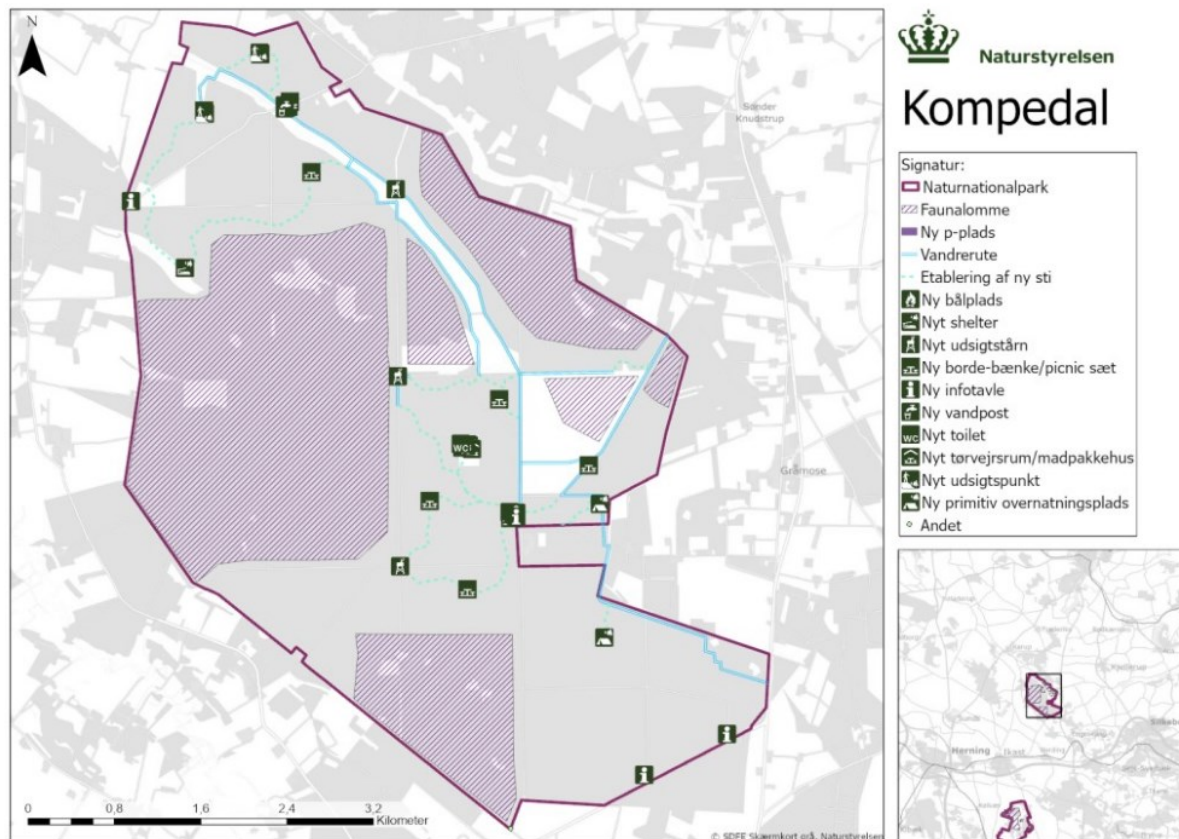 N
Sønder
Knudstrup
Gråmose
WC
0 0,8 1,6 2,4 3,2
Kilometer
© SDFE Skærmkort grå, Naturstyrelsen
Naturstyrelsen
Kompedal
Signatur:
Naturnationalpark
Faunalomme
Ny p-plads
Vandrerute
Etablering af ny sti
Ny bålplads
Nyt shelter
Nyt udsigtstårn
Ny borde-bænke/picnic sæt
Ny infotavle
Ny vandpost
WC Nyt toilet
Nyt tørvejrsrum/madpakkehus
Nyt udsigtspunkt
Ny primitiv overnatningsplads
Andet
Herning
Ikast